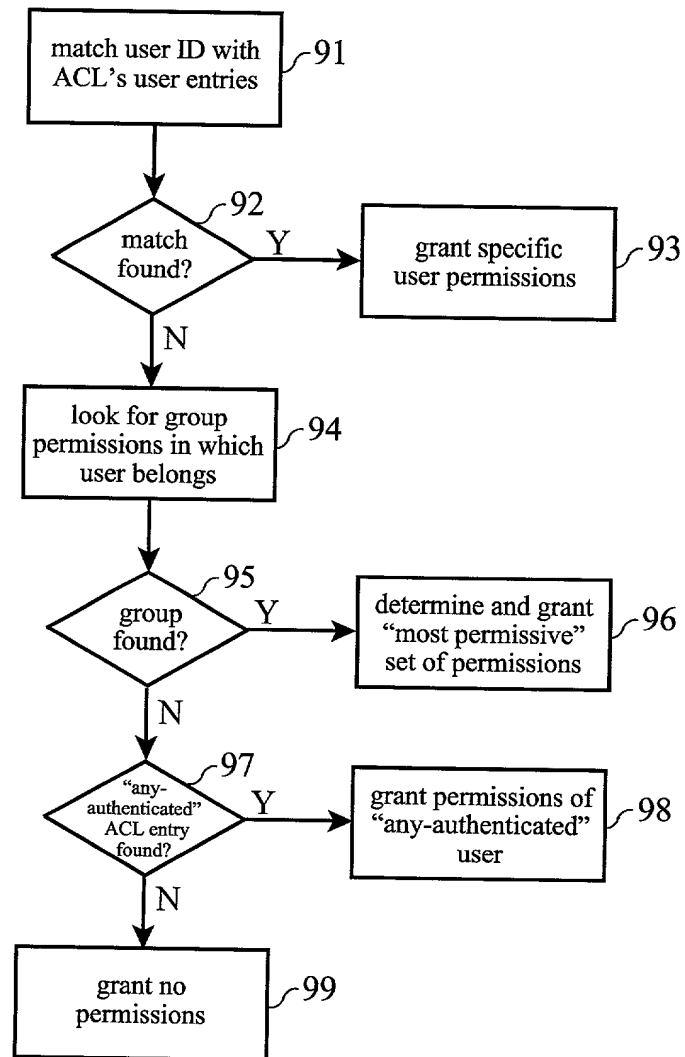 match user ID with
ACL's user entries
91
92
match
found?
Y
grant specific
user permissions
93
N
look for group
permissions in which
user belongs
94
95
group
found?
Y
determine and grant
“most permissive”
set of permissions
96
N
97
“any-
authenticated”
ACL entry
found?
Y
grant permissions of
“any-authenticated”
user
98
N
grant no
permissions
99